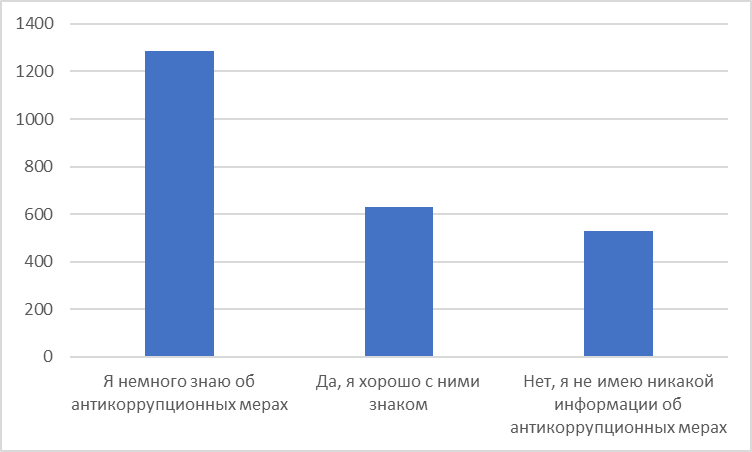 1400
1200
1000
800
600
400
200
0
Я немного знаю об
антикоррупционных мерах
Да, я хорошо с ними
знаком
Нет, я не имею никакой
информации об
антикоррупционных мерах